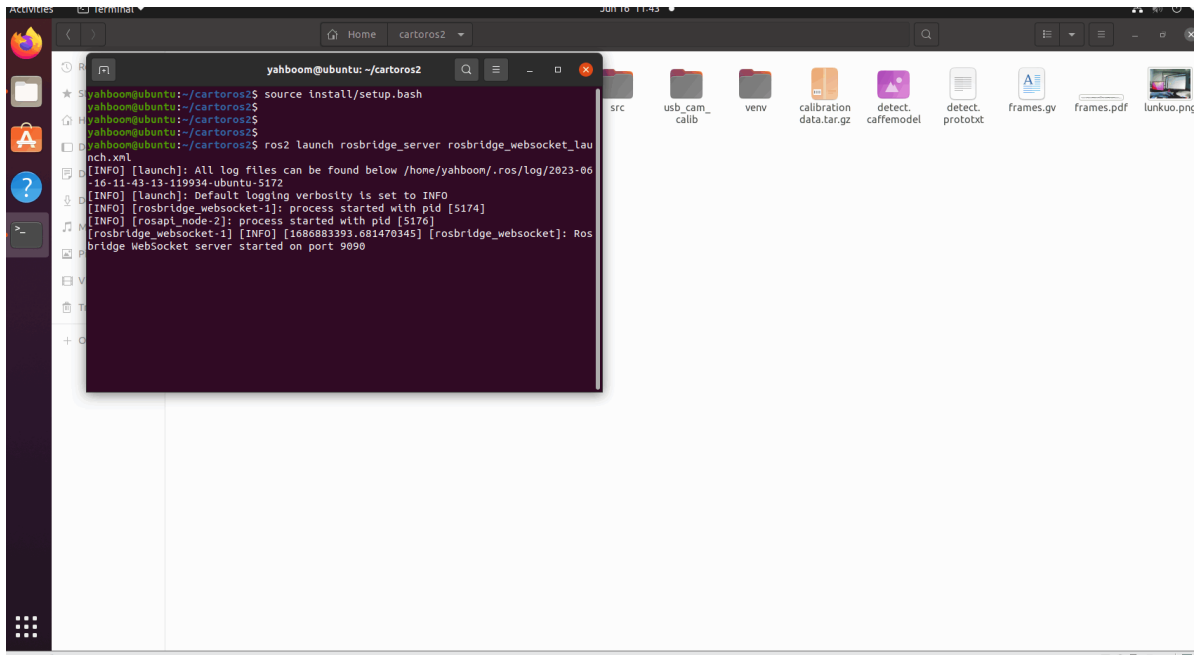 Activities
Terminal
Jun 16 11:43
Home
cartoros2
yahboom@ubuntu: ~/cartoros2
yahboom@ubuntu:~/cartoros2$ source install/setup.bash
yahboom@ubuntu:~/cartoros2$
yahboom@ubuntu:~/cartoros2$
yahboom@ubuntu:~/cartoros2$
yahboom@ubuntu:~/cartoros2$ ros2 launch rosbridge_server rosbridge_websocket_lau
nch.xml
[INFO] [launch]: All log files can be found below /home/yahboom/.ros/log/2023-06
-16-11-43-13-119934-ubuntu-5172
[INFO] [launch]: Default logging verbosity is set to INFO
[INFO] [rosbridge_websocket-1]: process started with pid [5174]
[INFO] [rosapi_node-2]: process started with pid [5176]
[rosbridge_websocket-1] [INFO] [1686883393.681470345] [rosbridge_websocket]: Ros
bridge WebSocket server started on port 9090
src
usb_cam_
calib
venv
calibration
data.tar.gz
detect.
caffemodel
detect.
prototxt
frames.gv
frames.pdf
lunkuo.png